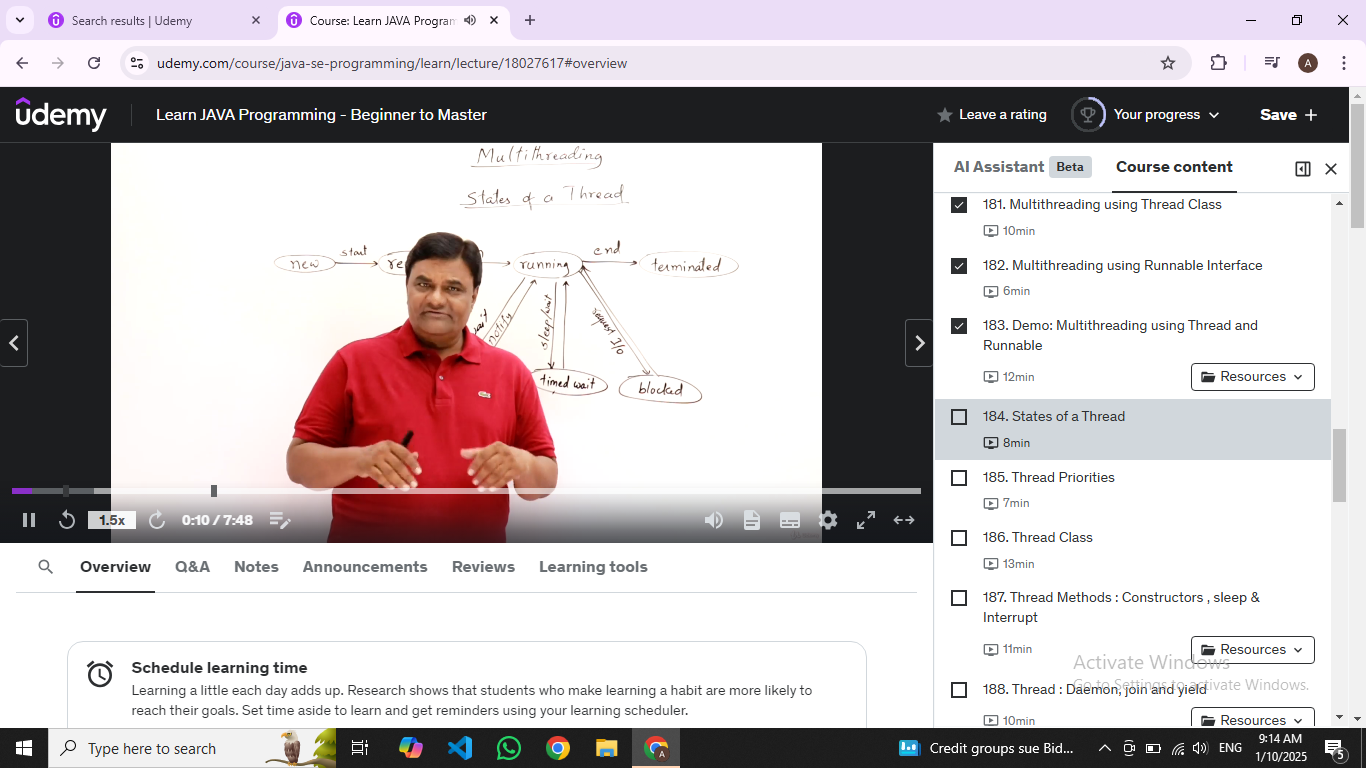 Search results | Udemy
Course: Learn JAVA Program
udemy.com/course/java-se-programming/learn/lecture/18027617#overview
A
udemy
Learn JAVA Programming - Beginner to Master
Leave a rating
Your progress
Save
Multithreading
States of a Thread
new
start
re
running
end
terminated
wait
notify
sleep/wait
request I/O
timed wait
blocked
1.5x
0:10 / 7:48
Overview
Q&A
Notes
Announcements
Reviews
Learning tools
Schedule learning time
Learning a little each day adds up. Research shows that students who make learning a habit are more likely to
reach their goals. Set time aside to learn and get reminders using your learning scheduler.
AI Assistant Beta
Course content
181. Multithreading using Thread Class
10min
182. Multithreading using Runnable Interface
6min
183. Demo: Multithreading using Thread and
Runnable
12min
Resources
184. States of a Thread
8min
185. Thread Priorities
7min
186. Thread Class
13min
187. Thread Methods : Constructors , sleep &
Interrupt
11min
Resources
188. Thread : Daemon, join and yield
10min
Resources
Activate Windows
Go to Settings to activate Windows.
Type here to search
A
Credit groups sue Bid...
ENG
9:14 AM
1/10/2025
5